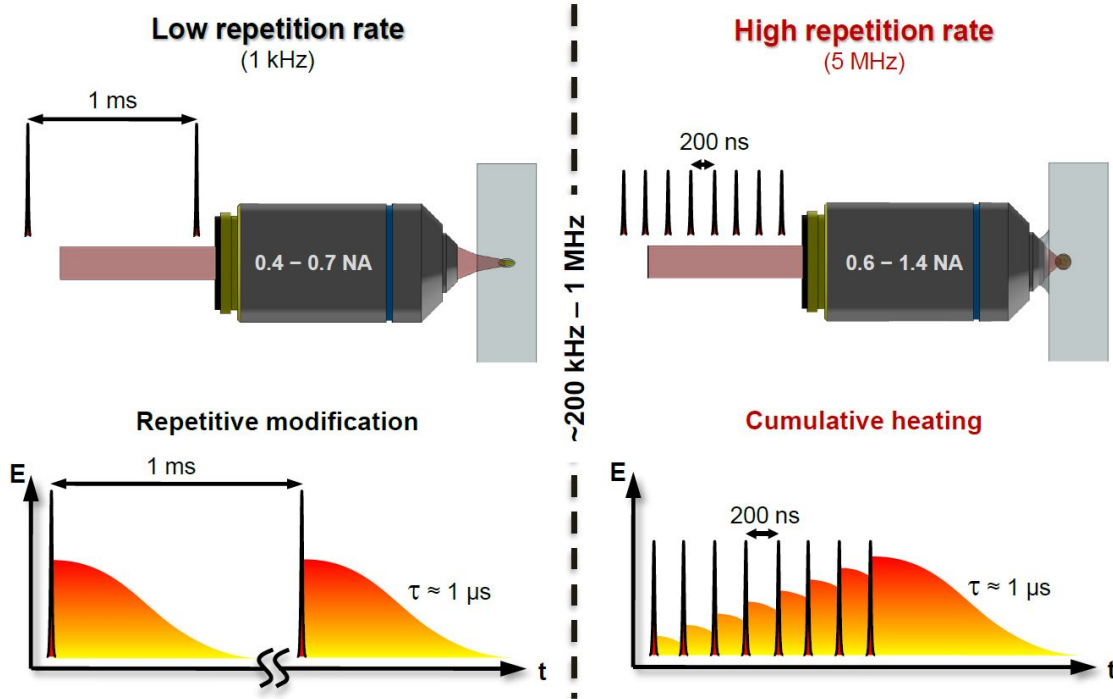 Low repetition rate
(1 kHz)
1 ms
0.4 – 0.7 NA
~200 kHz – 1 MHz
High repetition rate
(5 MHz)
200 ns
0.6 – 1.4 NA
Repetitive modification
E
1 ms
τ ≈ 1 µs
t
Cumulative heating
E
200 ns
τ ≈ 1 µs
t